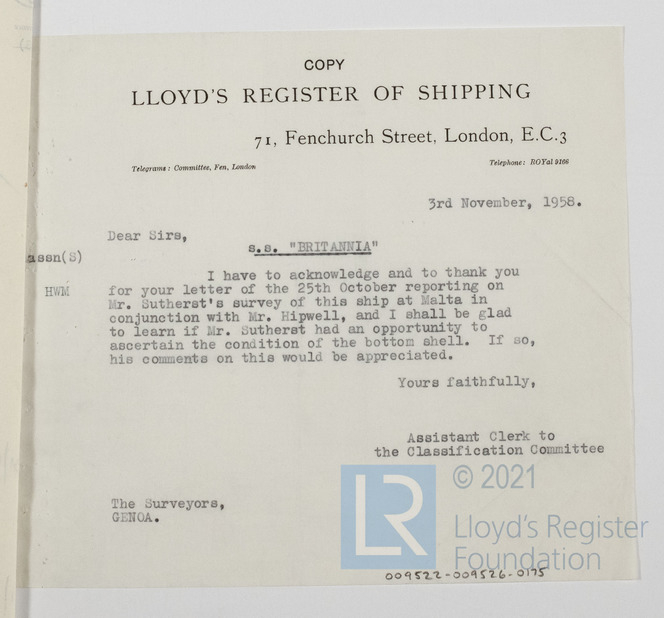 COPY
LLOYD'S REGISTER OF SHIPPING
71, Fenchurch Street, London, E.C.3
Telegrams: Committee, Fen, London
Telephone: ROYal 9166
3rd November, 1958.
Dear Sirs,
s.s. "BRITANNIA"
assn(S)
HWM
I have to acknowledge and to thank you
for your letter of the 25th October reporting on
Mr. Sutherst's survey of this ship at Malta in
conjunction with Mr. Hipwell, and I shall be glad
to learn if Mr. Sutherst had an opportunity to
ascertain the condition of the bottom shell. If so,
his comments on this would be appreciated.
Yours faithfully,
Assistant Clerk to
the Classification Committee
The Surveyors,
GENOA.
LR
© 2021
Lloyd's Register
Foundation
009522-009526-0175